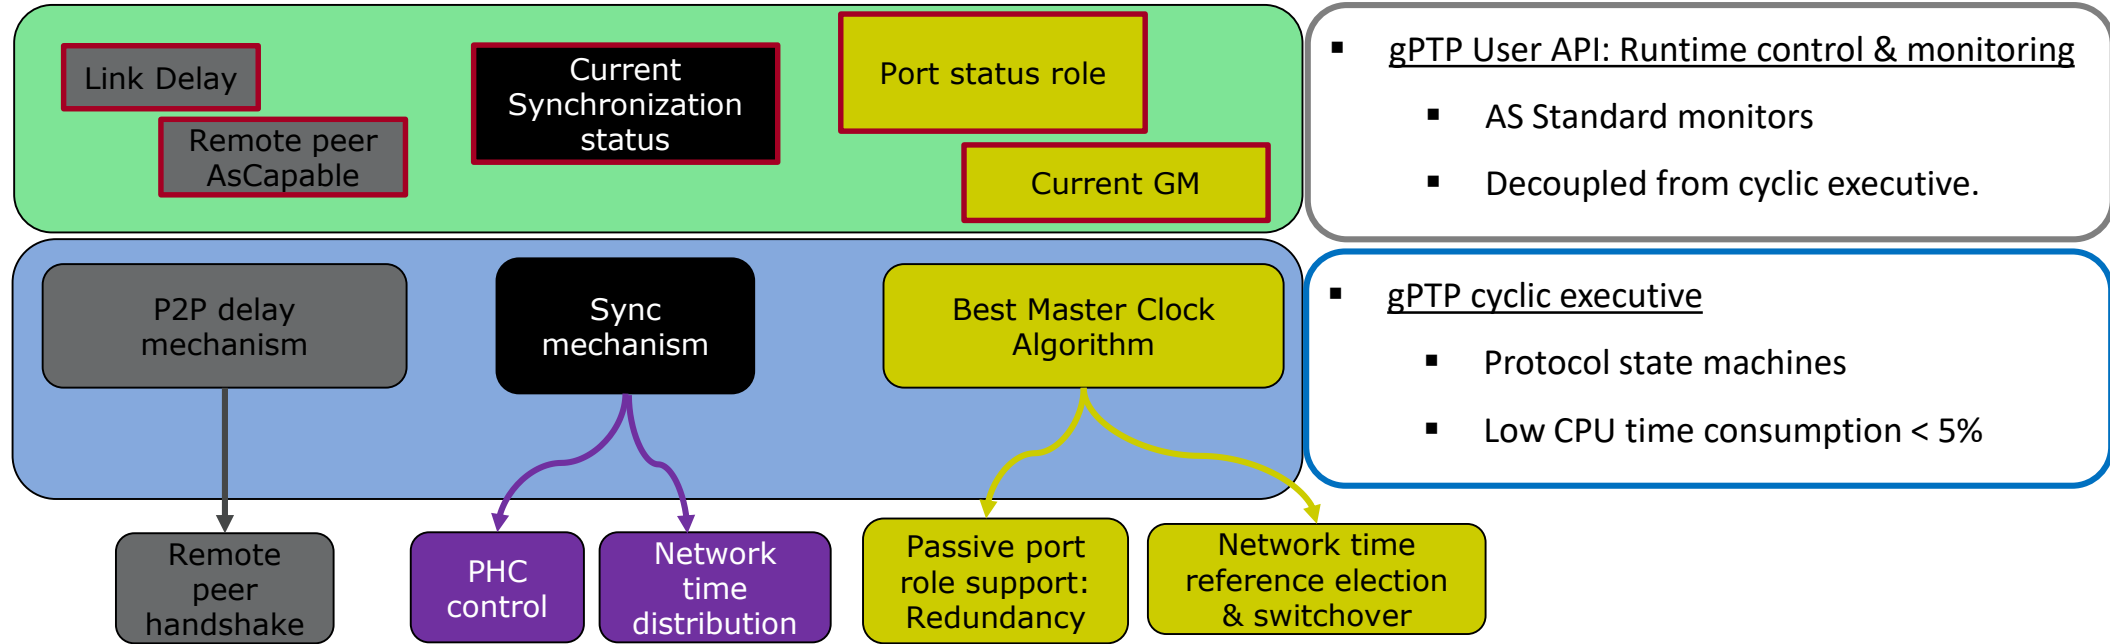 Link Delay
Remote peer
AsCapable
Current
Synchronization
status
Port status role
Current GM
▪ gPTP User API: Runtime control & monitoring
▪ AS Standard monitors
▪ Decoupled from cyclic executive.
P2P delay
mechanism
Sync
mechanism
Best Master Clock
Algorithm
▪ gPTP cyclic executive
▪ Protocol state machines
▪ Low CPU time consumption < 5%
Remote
peer
handshake
PHC
control
Network
time
distribution
Passive port
role support:
Redundancy
Network time
reference election
& switchover